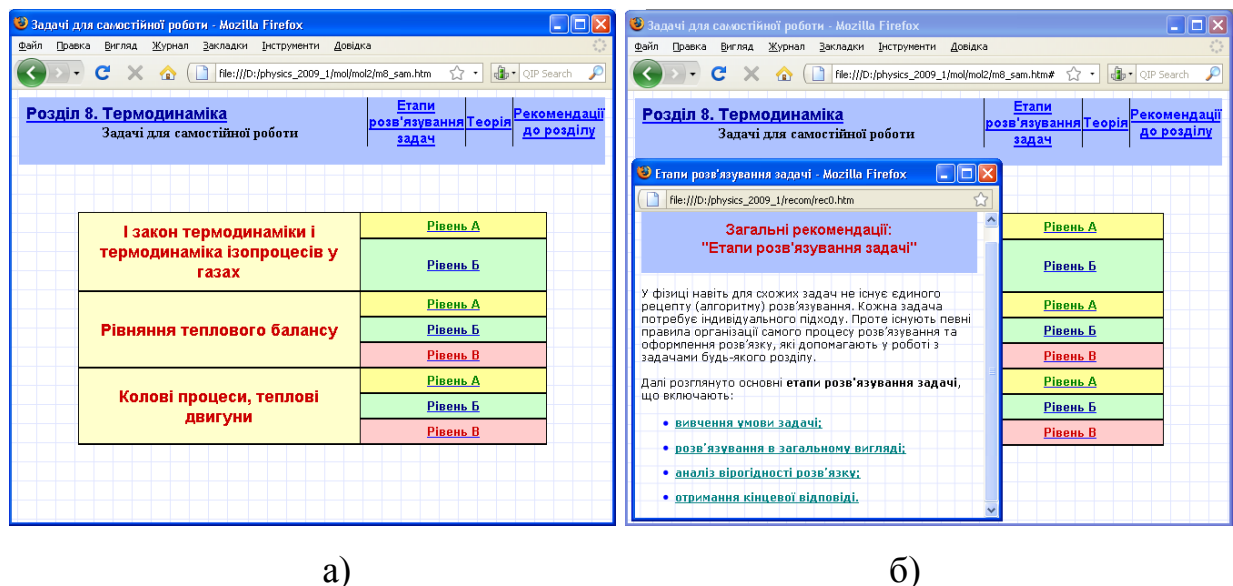 Задачі для самостійної роботи - Mozilla Firefox
Файл Правка Вигляд Журнал Закладки Інструменти Довідка
file:///D:/physics_2009_1/mol/mol2/m8_sam.htm
QIP Search
Розділ 8. Термодинаміка
Задачі для самостійної роботи
Етапи
розв'язування
задач
Теорія
Рекомендації
до розділу
І закон термодинаміки і
термодинаміка ізопроцесів у
газах
Рівень А
Рівень Б
Рівняння теплового балансу
Рівень А
Рівень Б
Рівень В
Колові процеси, теплові
двигуни
Рівень А
Рівень Б
Рівень В
а)
Задачі для самостійної роботи - Mozilla Firefox
Файл Правка Вигляд Журнал Закладки Інструменти Довідка
file:///D:/physics_2009_1/mol/mol2/m8_sam.htm#
QIP Search
Розділ 8. Термодинаміка
Задачі для самостійної роботи
Етапи
розв'язування
задач
Теорія
Рекомендації
до розділу
Етапи розв'язування задачі - Mozilla Firefox
file:///D:/physics_2009_1/recom/rec0.htm
Загальні рекомендації:
"Етапи розв'язування задачі"
У фізиці навіть для схожих задач не існує єдиного
рецепту (алгоритму) розв'язування. Кожна задача
потребує індивідуального підходу. Проте існують певні
правила організації самого процесу розв'язування та
оформлення розв'язку, які допомагають у роботі з
задачами будь-якого розділу.
Далі розглянуто основні етапи розв'язування задачі,
що включають:
• вивчення умови задачі;
• розв'язування в загальному вигляді;
• аналіз вірогідності розв'язку;
• отримання кінцевої відповіді.
Рівень А
Рівень Б
Рівень А
Рівень Б
Рівень В
Рівень А
Рівень Б
Рівень В
б)